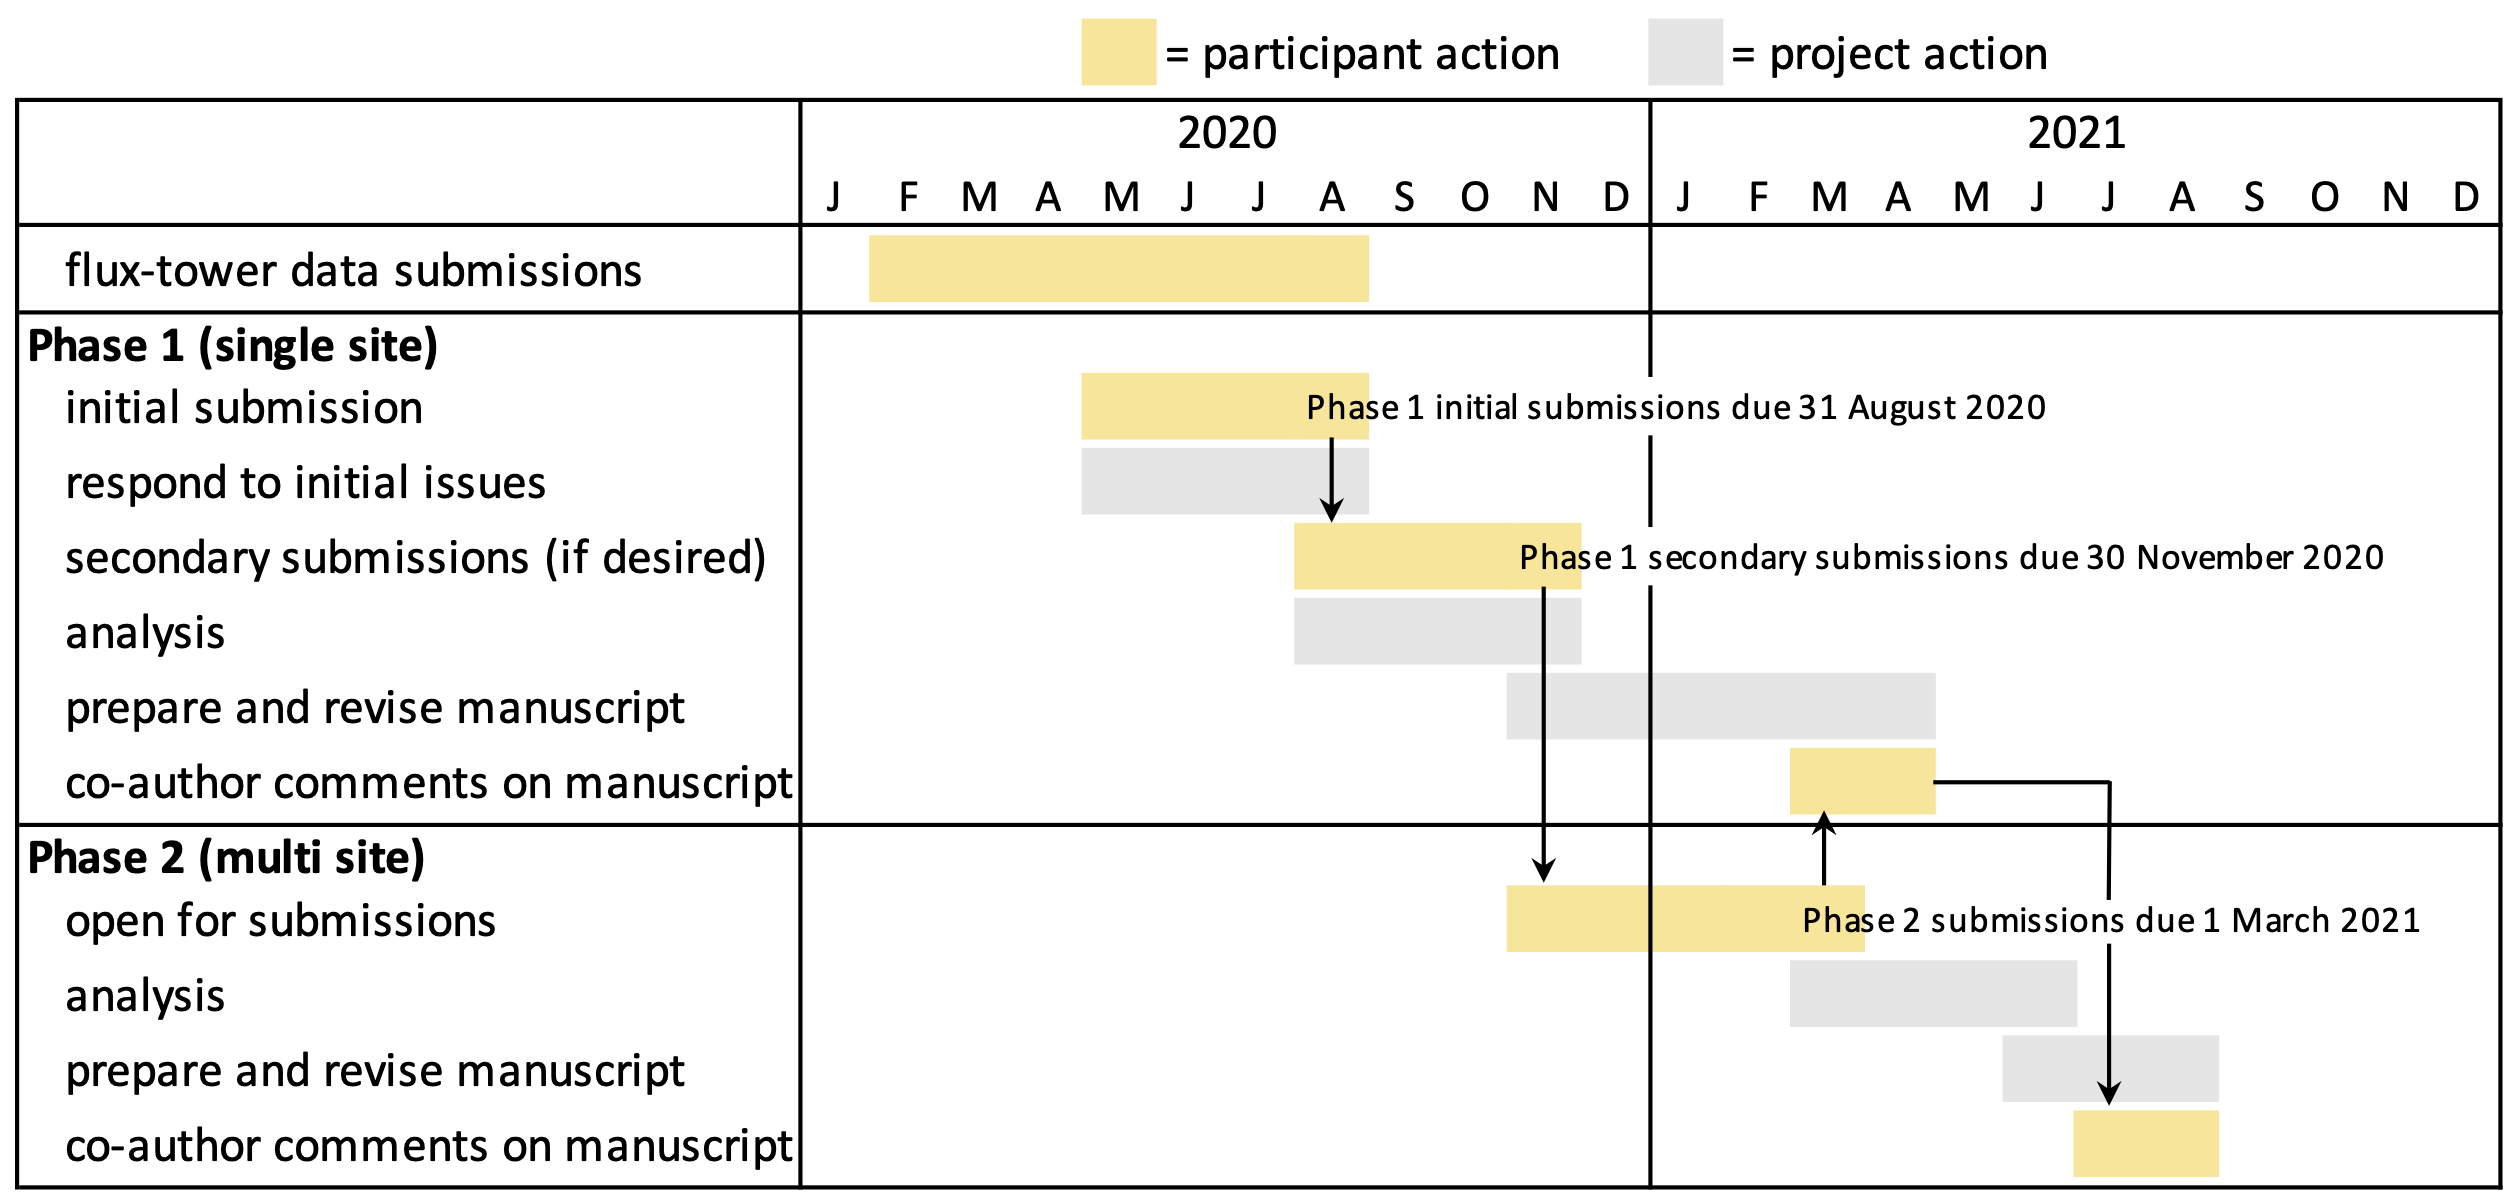 = participant action
= project action
2020
2021
J F M A M J J A S O N D J F M A M J J A S O N D
flux-tower data submissions
Phase 1 (single site)
initial submission
Phase 1 initial submissions due 31 August 2020
respond to initial issues
secondary submissions (if desired)
Phase 1 secondary submissions due 30 November 2020
analysis
prepare and revise manuscript
co-author comments on manuscript
Phase 2 (multi site)
open for submissions
Phase 2 submissions due 1 March 2021
analysis
prepare and revise manuscript
co-author comments on manuscript